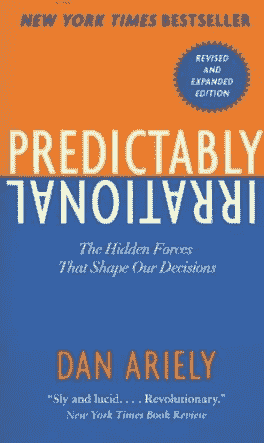 NEW YORK TIMES BESTSELLER
REVISED
AND
EXPANDED
EDITION
PREDICTABLY
IRRATIONAL
The Hidden Forces
That Shape Our Decisions
DAN ARIELY
“Sly and lucid. . . . Revolutionary.”
New York Times Book Review